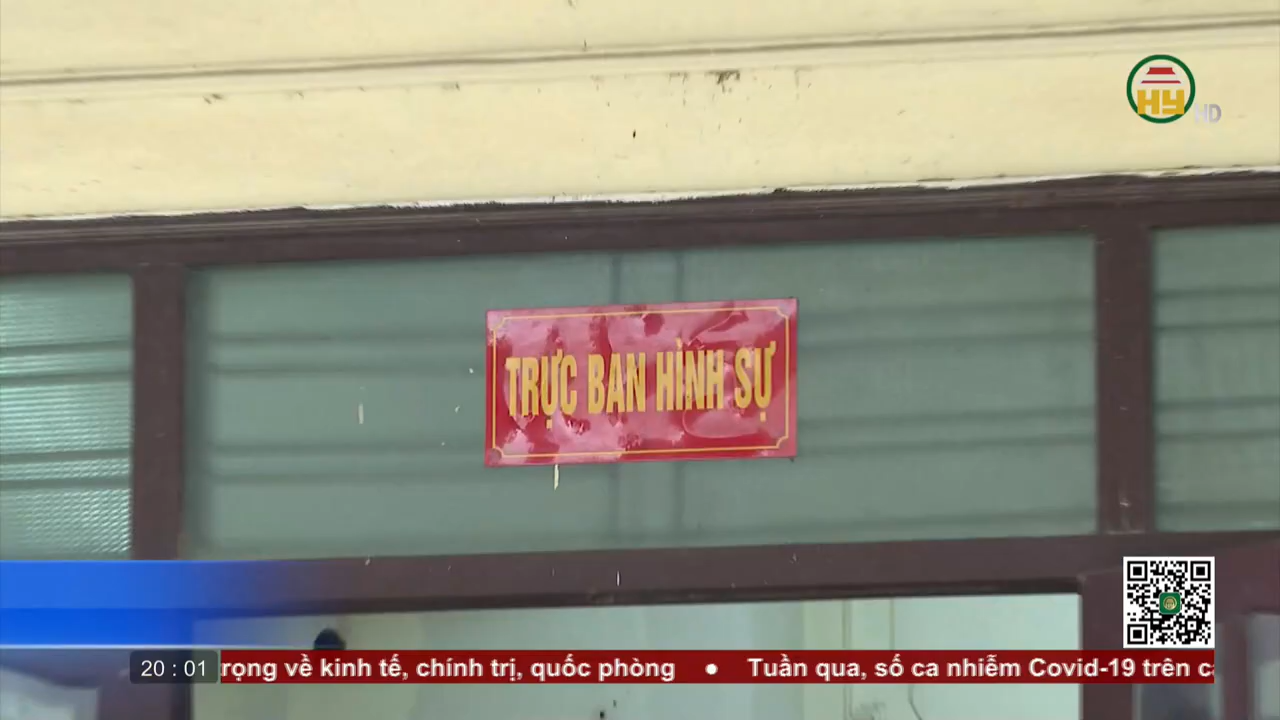 HY
HD
TRỰC BAN HÌNH SỰ
20 : 01
rọng về kinh tế, chính trị, quốc phòng ● Tuần qua, số ca nhiễm Covid-19 trên